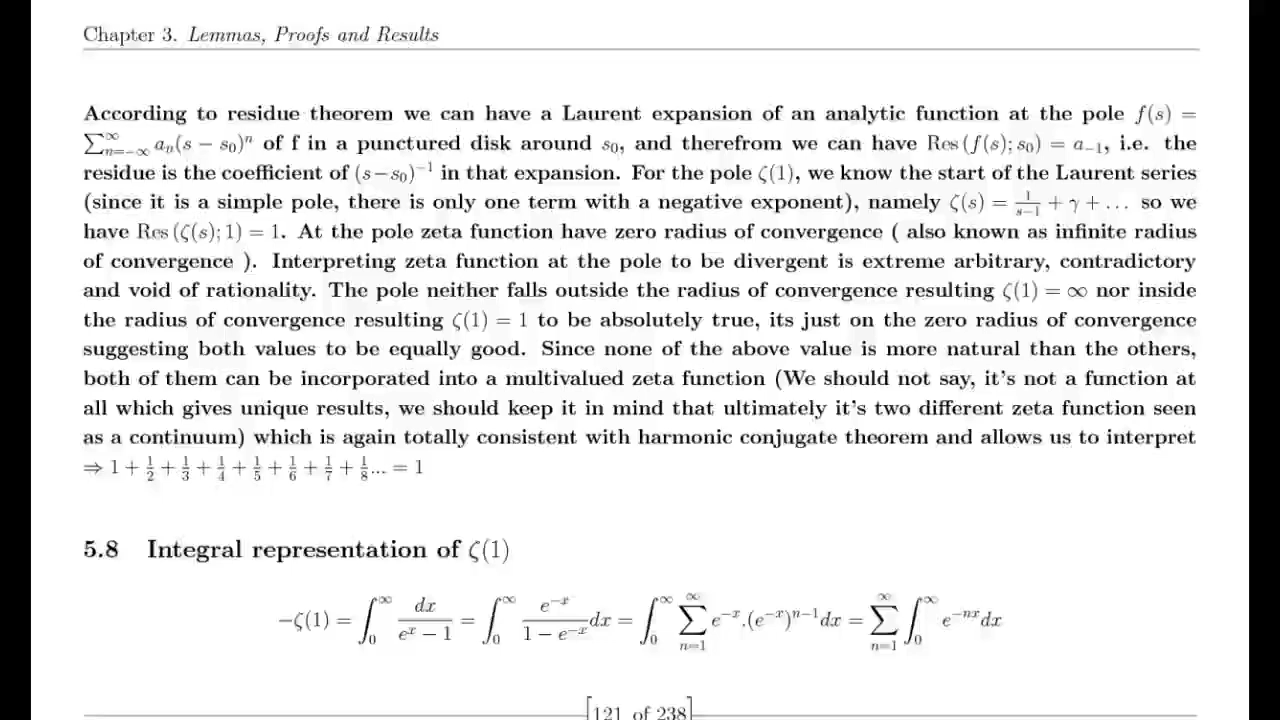 Chapter 3. Lemmas, Proofs and Results
According to residue theorem we can have a Laurent expansion of an analytic function at the pole f(s) =
∑_{n=−∞}^{∞} aₙ(s − s₀)ⁿ of f in a punctured disk around s₀, and therefrom we can have Res (f(s); s₀) = a₋₁, i.e. the
residue is the coefficient of (s−s₀)⁻¹ in that expansion. For the pole ζ(1), we know the start of the Laurent series
(since it is a simple pole, there is only one term with a negative exponent), namely ζ(s) = 1/(s−1) + γ + . . . so we
have Res (ζ(s); 1) = 1. At the pole zeta function have zero radius of convergence ( also known as infinite radius
of convergence ). Interpreting zeta function at the pole to be divergent is extreme arbitrary, contradictory
and void of rationality. The pole neither falls outside the radius of convergence resulting ζ(1) = ∞ nor inside
the radius of convergence resulting ζ(1) = 1 to be absolutely true, its just on the zero radius of convergence
suggesting both values to be equally good. Since none of the above value is more natural than the others,
both of them can be incorporated into a multivalued zeta function (We should not say, it's not a function at
all which gives unique results, we should keep it in mind that ultimately it's two different zeta function seen
as a continuum) which is again totally consistent with harmonic conjugate theorem and allows us to interpret
⇒ 1 + 1/2 + 1/3 + 1/4 + 1/5 + 1/6 + 1/7 + 1/8... = 1
5.8 Integral representation of ζ(1)
−ζ(1) = ∫₀^∞ dx/(eˣ − 1) = ∫₀^∞ e⁻ˣ/(1 − e⁻ˣ) dx = ∫₀^∞ ∑_{n=1}^{∞} e⁻ˣ.(e⁻ˣ)ⁿ⁻¹dx = ∑_{n=1}^{∞} ∫₀^∞ e⁻ⁿˣdx
[121 of 238]